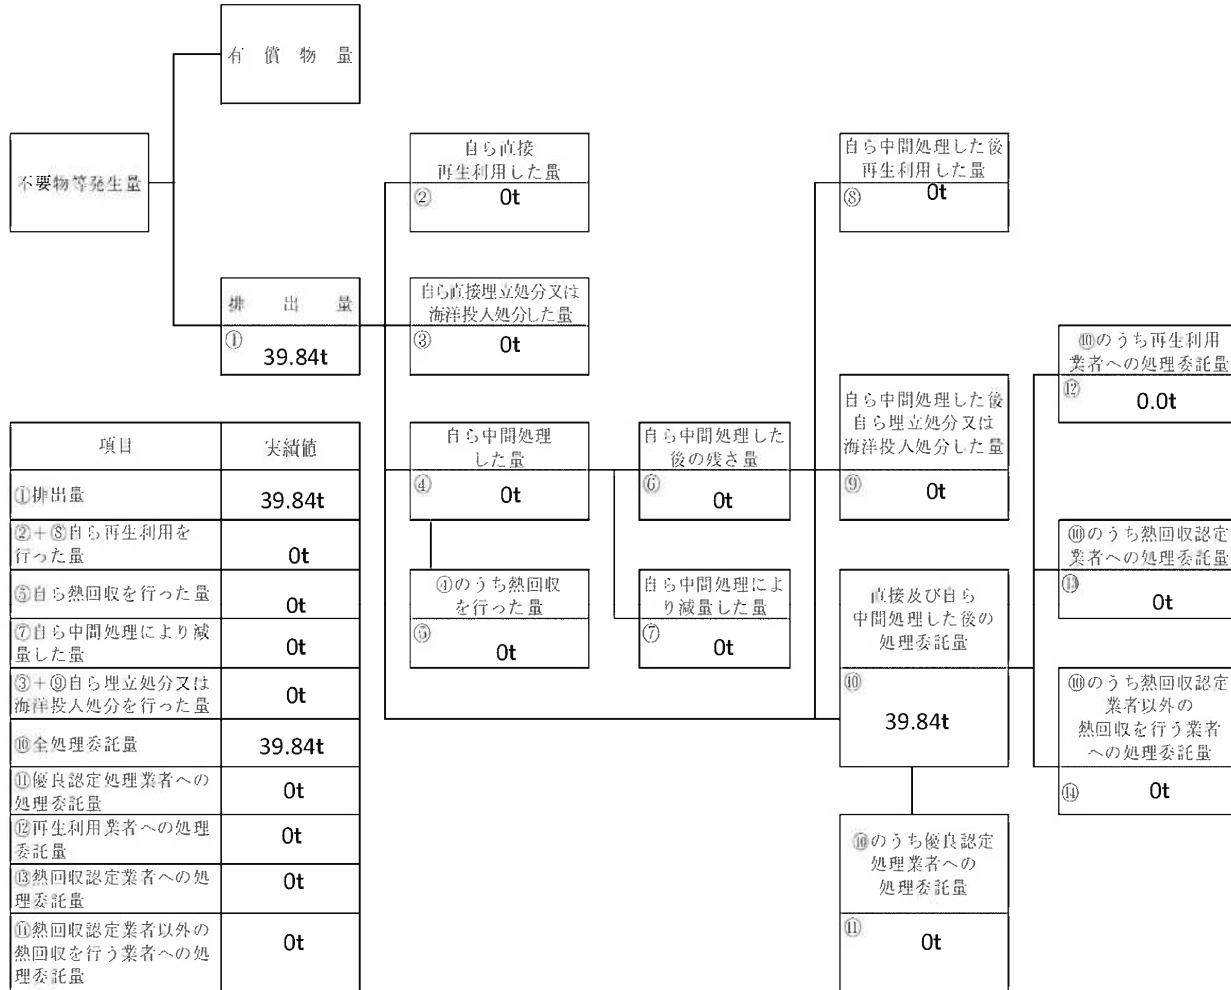 有償物量
不要物等発生量
排出量
① 39.84t
自ら直接
再生利用した量
② 0t
自ら直接埋立処分又は
海洋投入処分した量
③ 0t
自ら中間処理
した量
④ 0t
④のうち熱回収
を行った量
⑤ 0t
自ら中間処理した
後の残さ量
⑥ 0t
自ら中間処理によ
り減量した量
⑦ 0t
自ら中間処理した後
再生利用した量
⑧ 0t
自ら中間処理した後
自ら埋立処分又は
海洋投入処分した量
⑨ 0t
直接及び自ら
中間処理した後の
処理委託量
⑩
39.84t
⑩のうち優良認定
処理業者への
処理委託量
⑪ 0t
⑩のうち再生利用
業者への処理委託量
⑫ 0.0t
⑩のうち熱回収認定
業者への処理委託量
⑬ 0t
⑩のうち熱回収認定
業者以外の
熱回収を行う業者
への処理委託量
⑭ 0t
項目 実績値
①排出量 39.84t
②+⑧自ら再生利用を
行った量 0t
⑤自ら熱回収を行った量 0t
⑦自ら中間処理により減
量した量 0t
③+⑨自ら埋立処分又は
海洋投入処分を行った量 0t
⑩全処理委託量 39.84t
⑪優良認定処理業者への
処理委託量 0t
⑫再生利用業者への処理
委託量 0t
⑬熱回収認定業者への処
理委託量 0t
⑭熱回収認定業者以外の
熱回収を行う業者への処
理委託量 0t